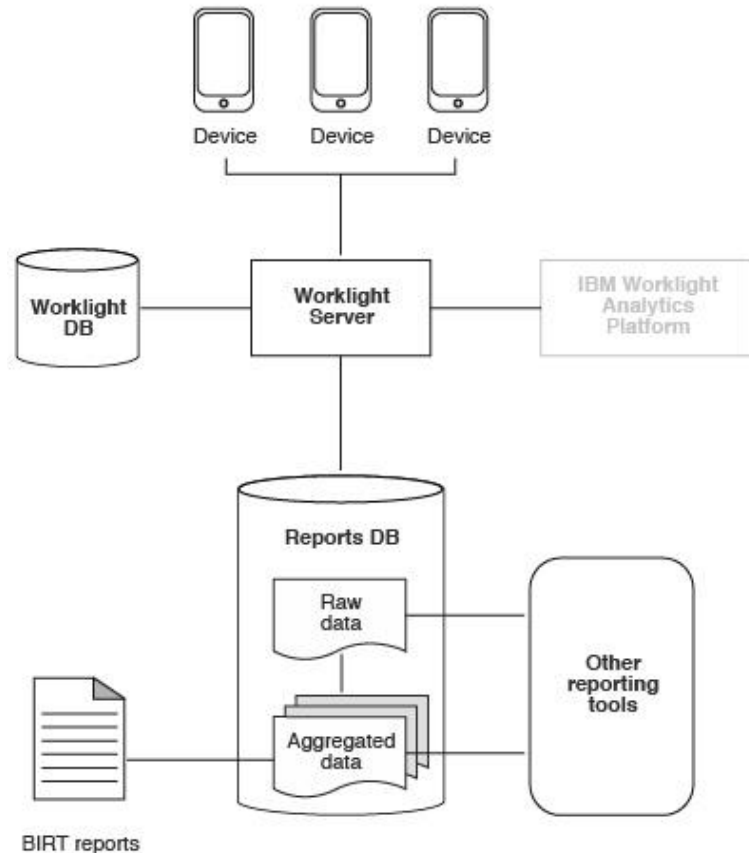 Device
Device
Device
Worklight
DB
Worklight
Server
IBM Worklight
Analytics
Platform
Reports DB
Raw
data
Other
reporting
tools
Aggregated
data
BIRT reports